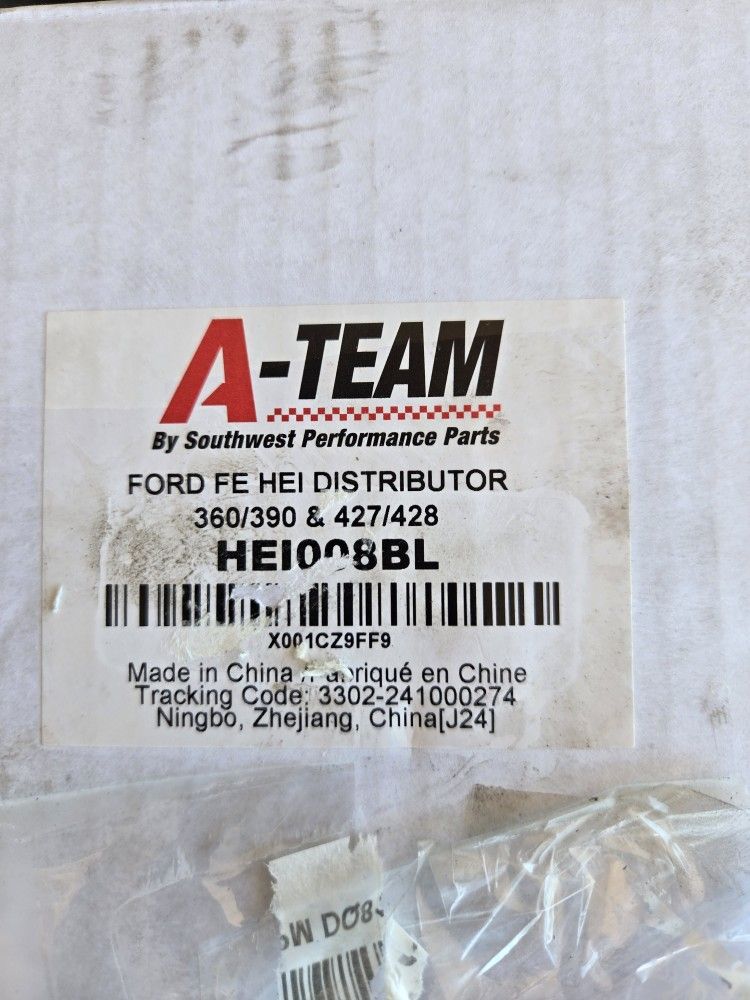 A-TEAM
By Southwest Performance Parts
FORD FE HEI DISTRIBUTOR
360/390 & 427/428
HEI008BL
X001CZ9FF9
Made in China / Fabriqué en Chine
Tracking Code: 3302-241000274
Ningbo, Zhejiang, China[J24]